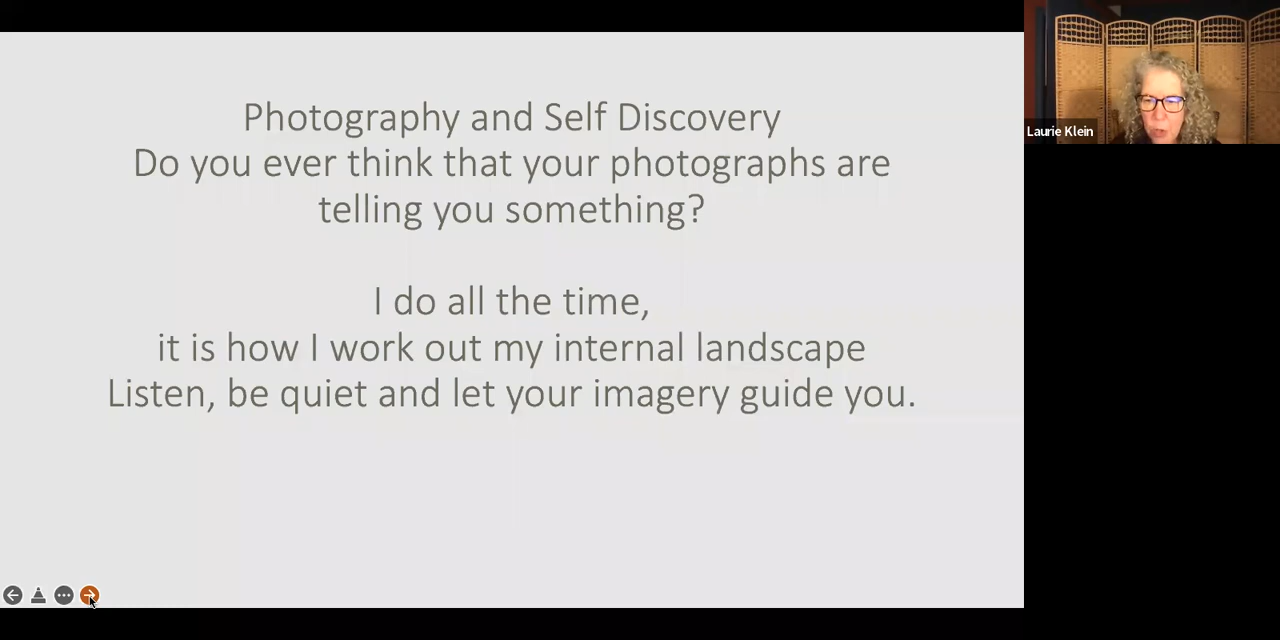 Photography and Self Discovery
Do you ever think that your photographs are
telling you something?
I do all the time,
it is how I work out my internal landscape
Listen, be quiet and let your imagery guide you.
Laurie Klein